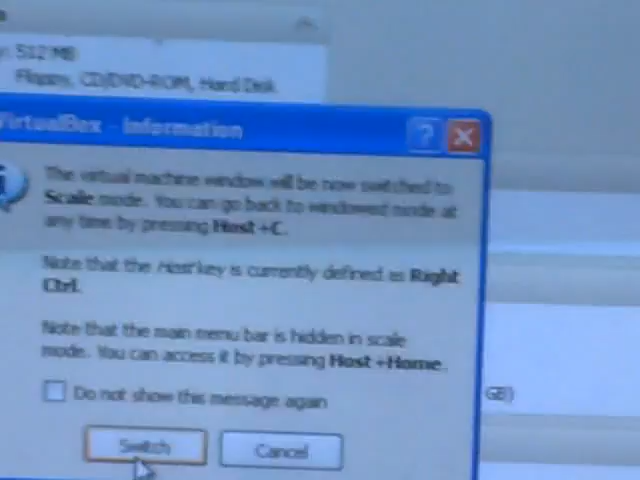 512 MB
Floppy, CD/DVD-ROM, Hard Disk
VirtualBox - Information
The virtual machine window will be now switched to
Scale mode. You can go back to windowed mode at
any time by pressing Host+C.
Note that the Host key is currently defined as Right
Ctrl.
Note that the main menu bar is hidden in scale
mode. You can access it by pressing Host+Home.
Do not show this message again
GB)
Switch
Cancel